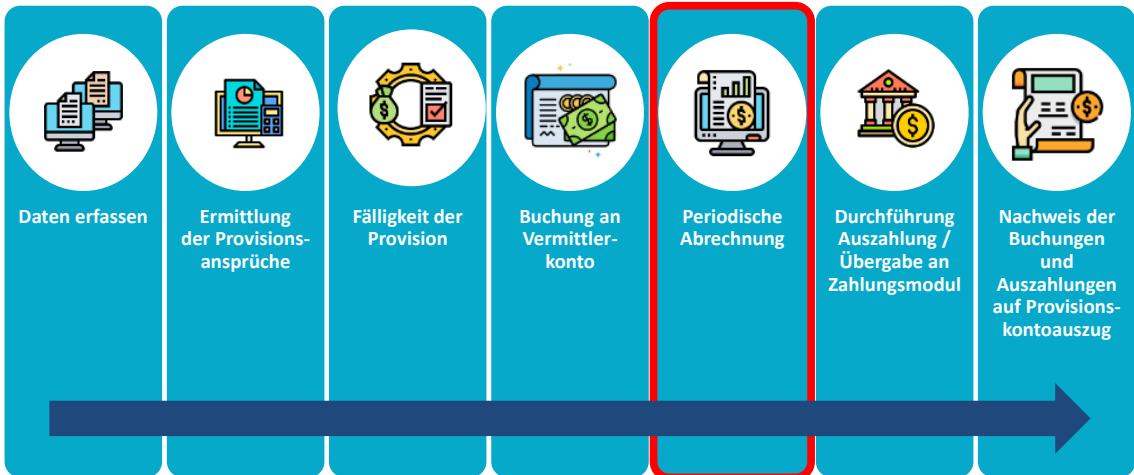 Daten erfassen
Ermittlung
der Provisions-
ansprüche
Fälligkeit der
Provision
Buchung an
Vermittler-
konto
Periodische
Abrechnung
Durchführung
Auszahlung /
Übergabe an
Zahlungsmodul
Nachweis der
Buchungen
und
Auszahlungen
auf Provisions-
kontoauszug